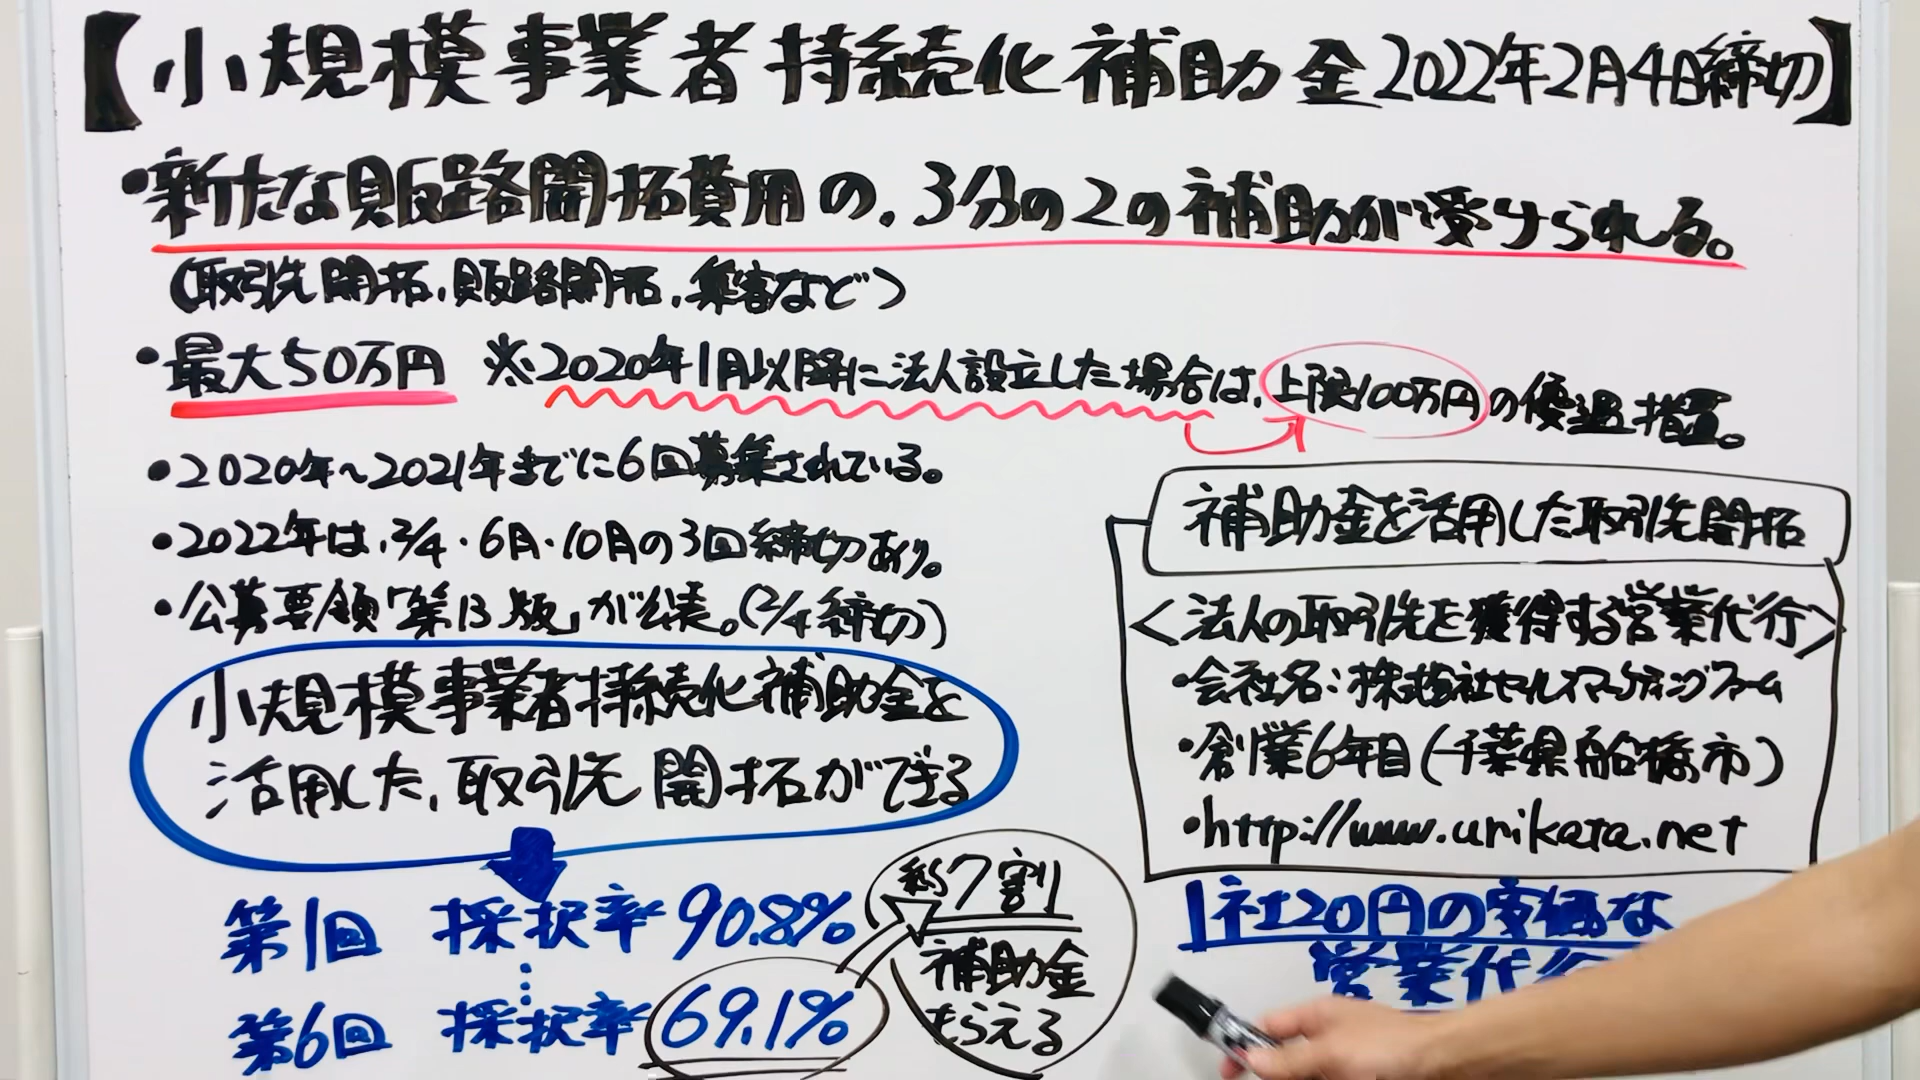 【小規模事業者持続化補助金2022年2月4日締切】
・新たな販路開拓費用の、3分の2の補助が受けられる。
(取引先開拓、販路開拓、集客など)
・最大50万円 ※2020年1月以降に法人設立した場合は、上限100万円の優遇措置。
・2020年～2021年までに6回募集されている。
・2022年は、2/4・6月・10月の3回締切あり。
・公募要領「第13版」が公表。(2/4締切)
小規模事業者持続化補助金を
活用した、取引先開拓ができる
第1回 採択率90.8%
第6回 採択率69.1%
約7割
補助金
もらえる
補助金を活用した取引先開拓
<法人の取引先を獲得する営業代行>
・会社名:株式会社セールスマーケティングファーム
・創業6年目(千葉県船橋市)
・http://www.urikata.net
1社20円の安価な
営業代行